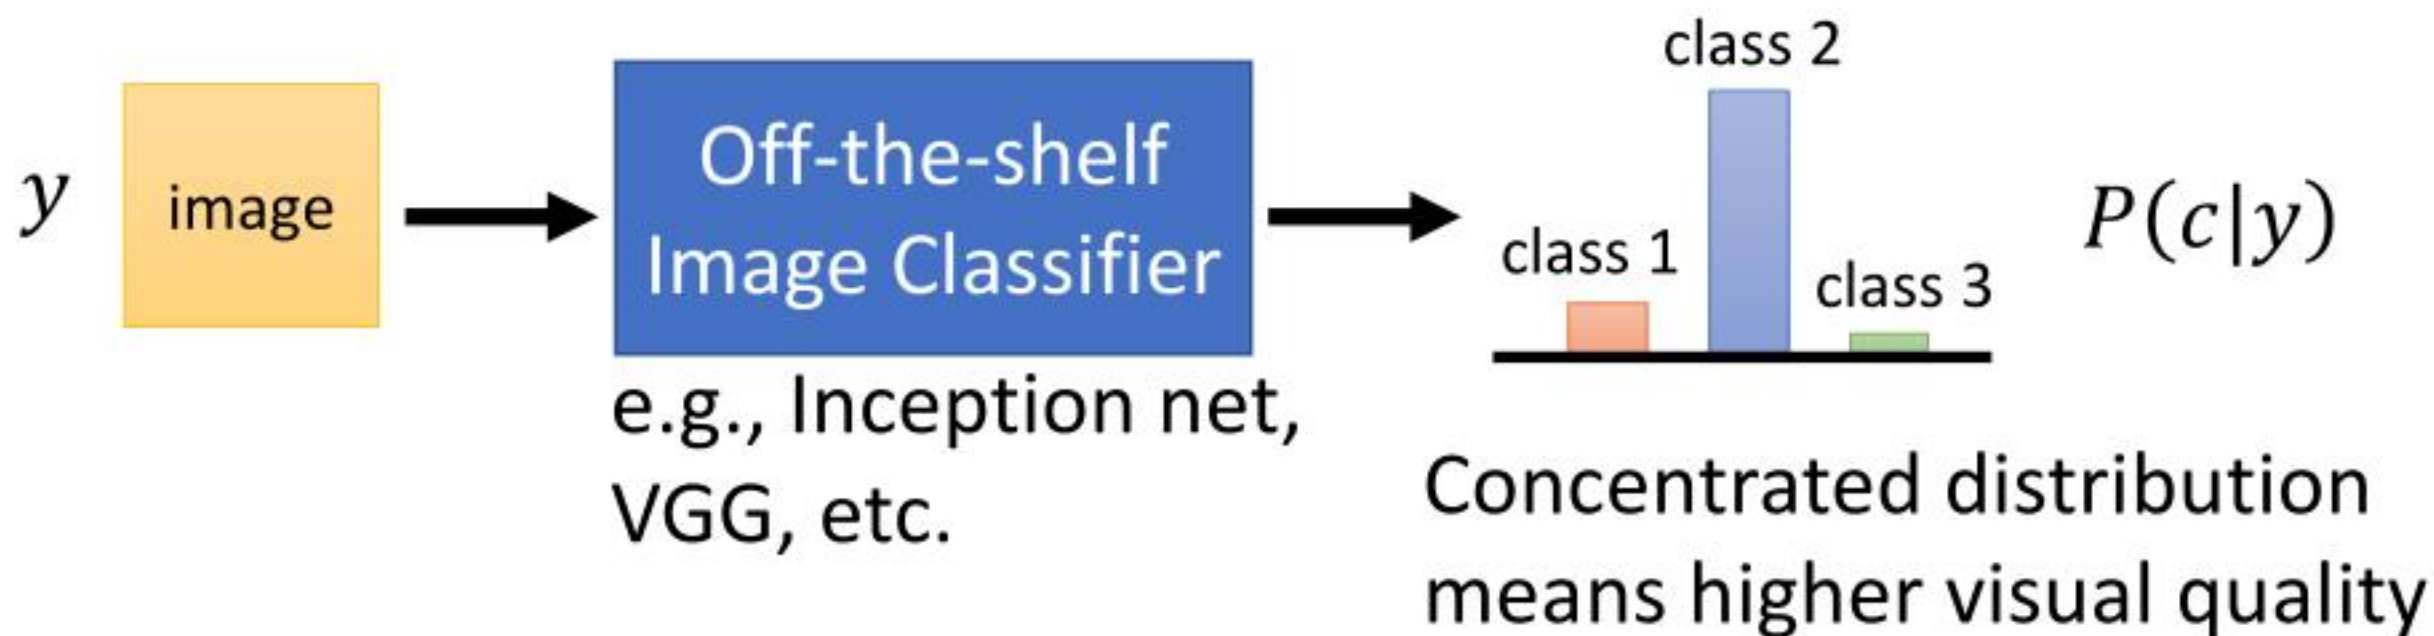 y
image
Off-the-shelf
Image Classifier
e.g., Inception net,
VGG, etc.
class 1
class 2
class 3
P(c|y)
Concentrated distribution
means higher visual quality